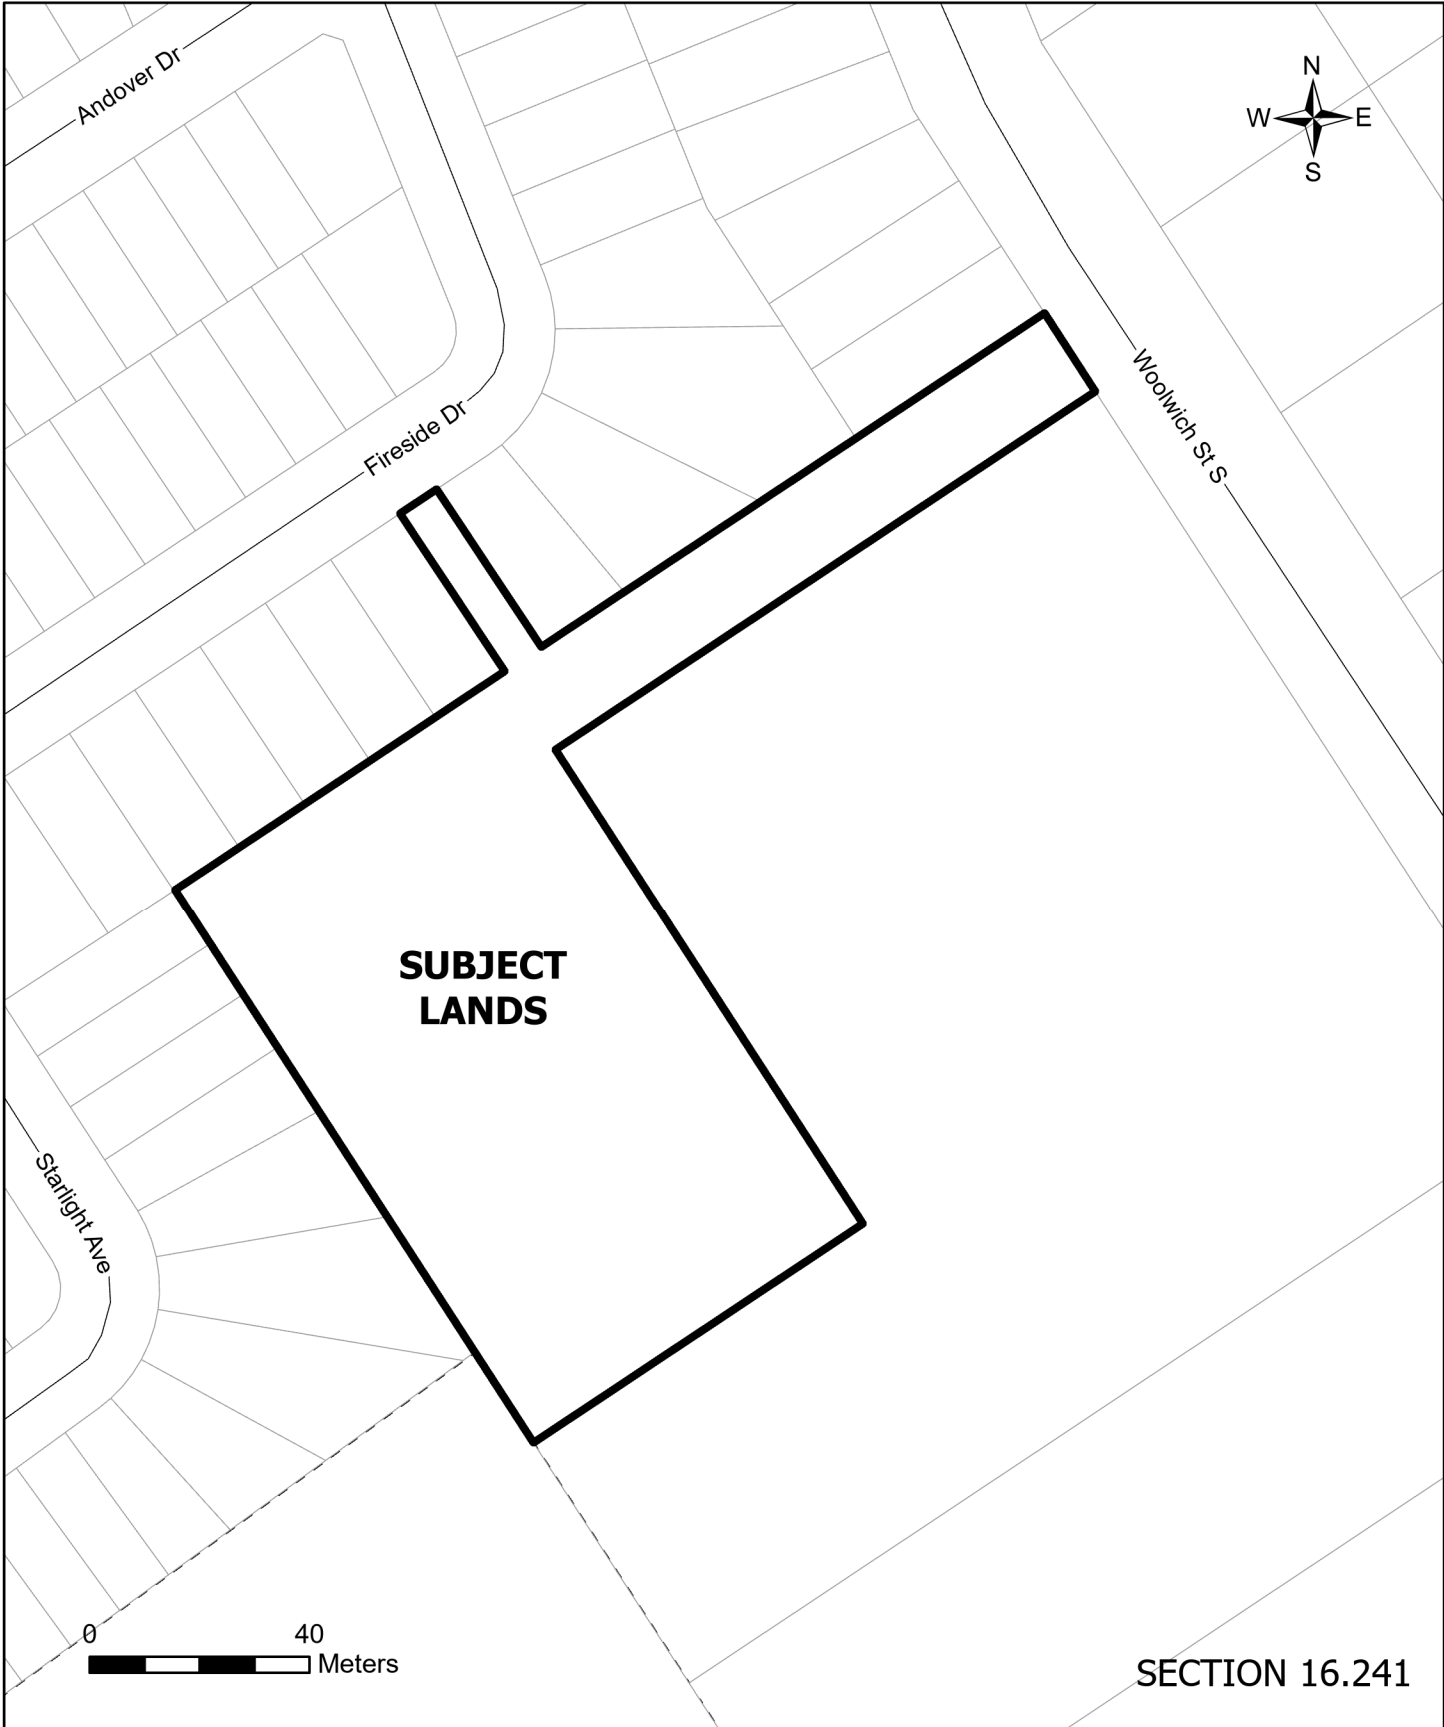 Andover Dr
N
W E
S
Woolwich St S
Fireside Dr
SUBJECT
LANDS
Starlight Ave
0 40
Meters
SECTION 16.241